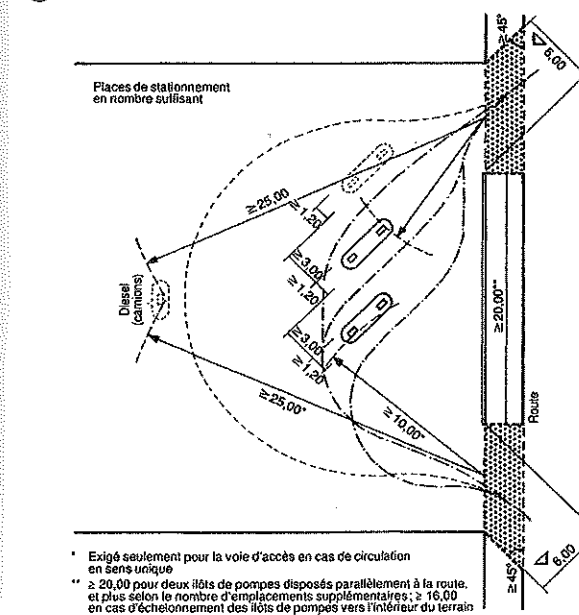 ≥45°
6,00
Places de stationnement
en nombre suffisant
≥25,00
≥1,20
≥3,00
≥1,20
Diesel
(camions)
≥20,00**
≥3,00
≥1,20
≥25,00*
≥10,00*
Route
6,00
≥45°
* Exigé seulement pour la voie d'accès en cas de circulation
en sens unique
** ≥ 20,00 pour deux ilôts de pompes disposés parallèlement à la route,
et plus selon le nombre d'emplacements supplémentaires; ≥ 16,00
en cas d'échelonnement des ilôts de pompes vers l'intérieur du terrain